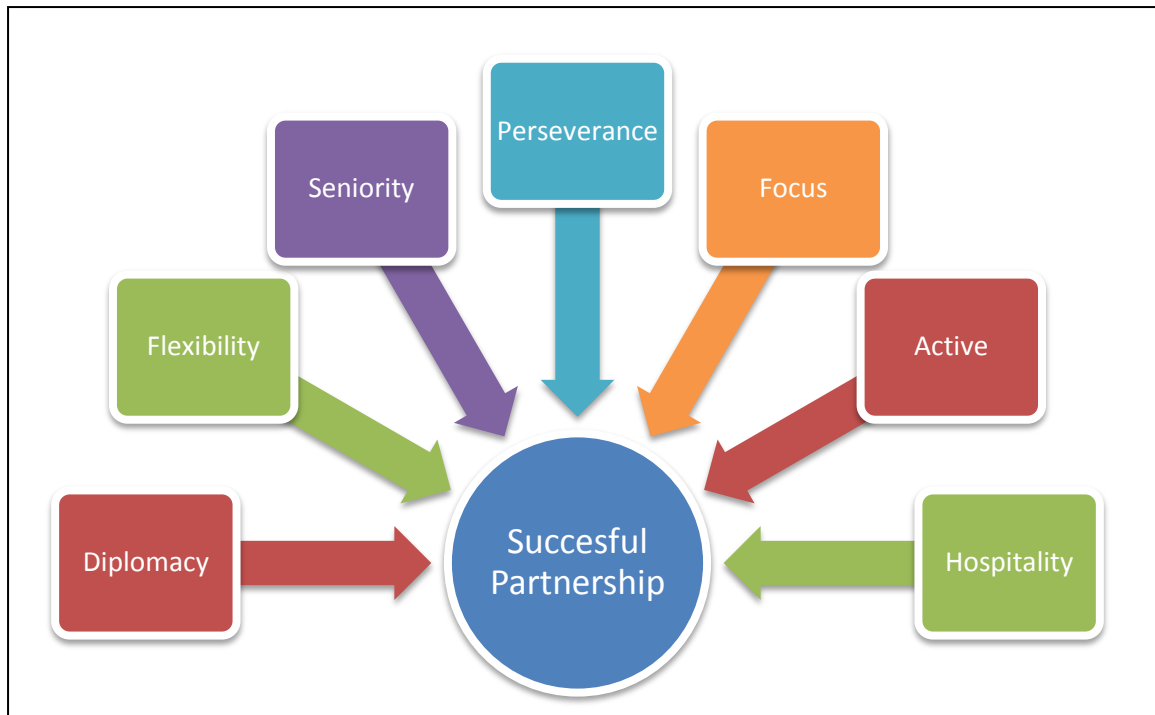 Perseverance
Seniority
Focus
Flexibility
Active
Succesful
Partnership
Diplomacy
Hospitality